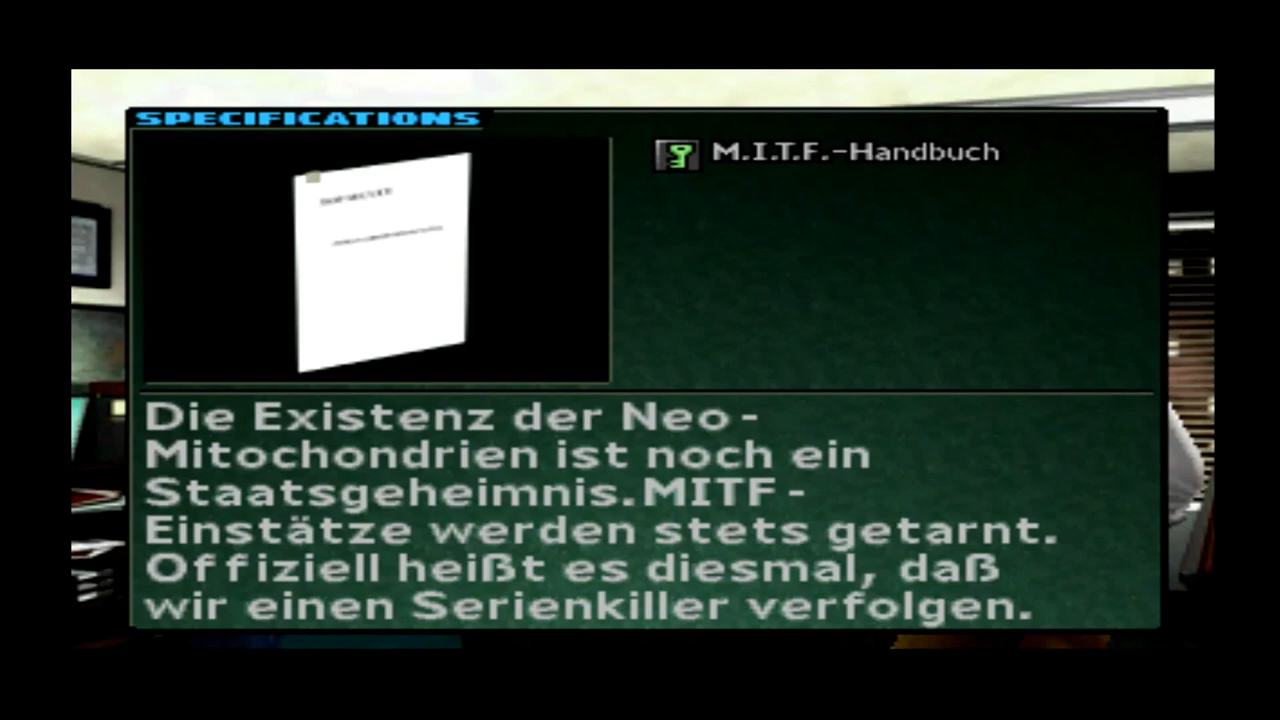 SPECIFICATIONS
M.I.T.F.-Handbuch
Die Existenz der Neo-
Mitochondrien ist noch ein
Staatsgeheimnis.MITF-
Einstätze werden stets getarnt.
Offiziell heißt es diesmal, daß
wir einen Serienkiller verfolgen.